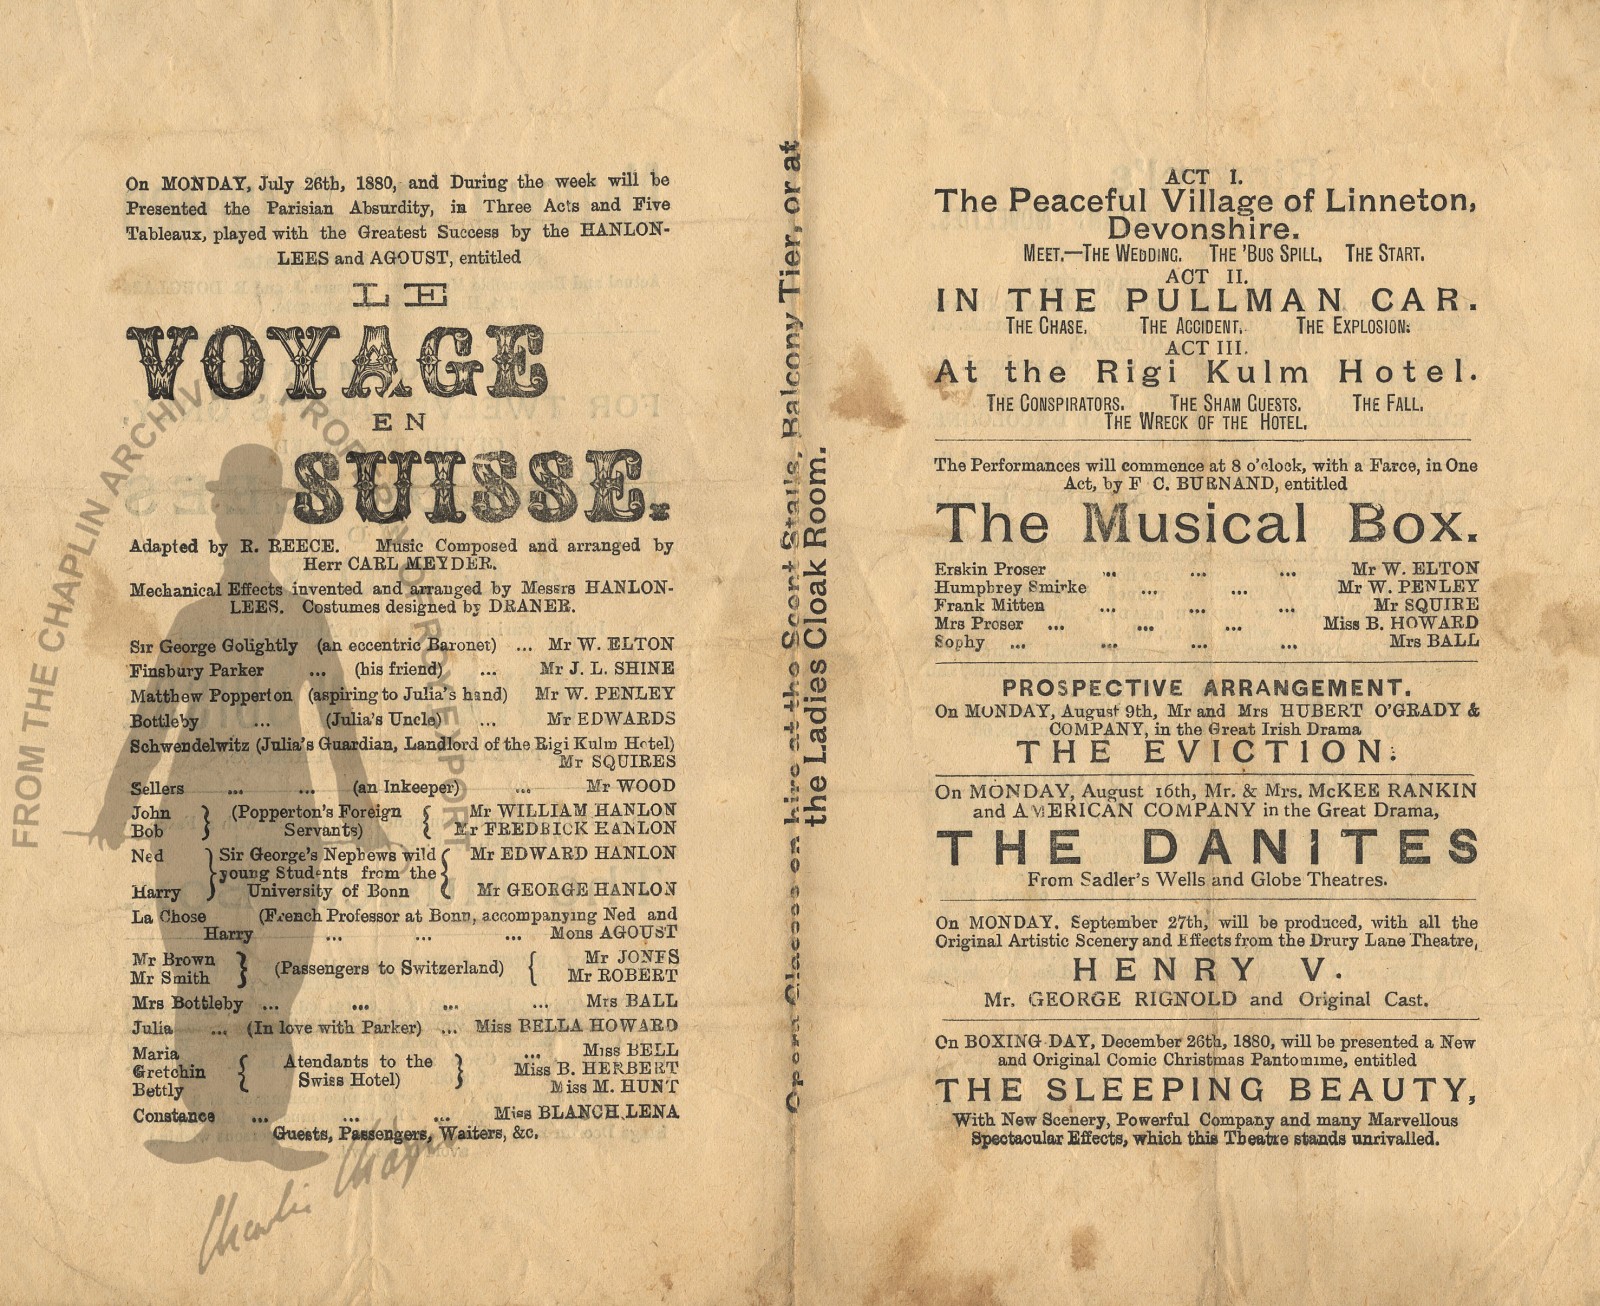 On MONDAY, July 26th, 1880, and During the week will be
Presented the Parisian Absurdity, in Three Acts and Five
Tableaux, played with the Greatest Success by the HANLON-
LEES and AGOUST, entitled
LE
VOYAGE
EN
SUISSE.
Adapted by R. REECE. Music Composed and arranged by
Herr CARL MEYDER.
Mechanical Effects invented and arranged by Messrs HANLON-
LEES. Costumes designed by DRANER.
Sir George Golightly (an eccentric Baronet) ... Mr W. ELTON
Finsbury Parker ... (his friend) ... Mr J. L. SHINE
Matthew Popperton (aspiring to Julia's hand) Mr W. PENLEY
Bottleby ... (Julia's Uncle) ... Mr EDWARDS
Schwendelwitz (Julia's Guardian, Landlord of the Rigi Kulm Hotel)
Mr SQUIRES
Sellers ... ... (an Inkeeper) ... Mr WOOD
John } (Popperton's Foreign { Mr WILLIAM HANLON
Bob Servants) Mr FREDRICK HANLON
Ned } Sir George's Nephews wild { Mr EDWARD HANLON
young Students from the
Harry University of Bonn Mr GEORGE HANLON
La Chose (French Professor at Bonn, accompanying Ned and
Harry ... ... ... Mons AGOUST
Mr Brown } (Passengers to Switzerland) { Mr JONES
Mr Smith Mr ROBERT
Mrs Bottleby ... ... ... ... Mrs BALL
Julia ... (In love with Parker) ... Miss BELLA HOWARD
Maria { Atendants to the } ... Miss BELL
Gretchin Miss B. HERBERT
Bettly Swiss Hotel) Miss M. HUNT
Constance ... ... ... Miss BLANCH LENA
Guests, Passengers, Waiters, &c.
FROM THE CHAPLIN ARCHIVE
PROPERTY OF ROY EXPORT
Charlie Chaplin
Opera Glasses on hire at the Scent Stalls, Balcony Tier, or at
the Ladies Cloak Room.
ACT I.
The Peaceful Village of Linneton,
Devonshire.
MEET.—THE WEDDING. THE 'BUS SPILL. THE START.
ACT II.
IN THE PULLMAN CAR.
THE CHASE. THE ACCIDENT. THE EXPLOSION.
ACT III.
At the Rigi Kulm Hotel.
THE CONSPIRATORS. THE SHAM GUESTS. THE FALL.
THE WRECK OF THE HOTEL.
The Performances will commence at 8 o'clock, with a Farce, in One
Act, by F C. BURNAND, entitled
The Musical Box.
Erskin Proser ... ... ... Mr W. ELTON
Humphrey Smirke ... ... Mr W. PENLEY
Frank Mitten ... ... ... Mr SQUIRE
Mrs Proser ... ... ... Miss B. HOWARD
Sophy ... ... ... ... Mrs BALL
PROSPECTIVE ARRANGEMENT.
On MONDAY, August 9th, Mr and Mrs HUBERT O'GRADY &
COMPANY, in the Great Irish Drama
THE EVICTION.
On MONDAY, August 16th, Mr. & Mrs. McKEE RANKIN
and AMERICAN COMPANY in the Great Drama,
THE DANITES
From Sadler's Wells and Globe Theatres.
On MONDAY. September 27th, will be produced, with all the
Original Artistic Scenery and Effects from the Drury Lane Theatre,
HENRY V.
Mr. GEORGE RIGNOLD and Original Cast.
On BOXING DAY, December 26th, 1880, will be presented a New
and Original Comic Christmas Pantomime, entitled
THE SLEEPING BEAUTY,
With New Scenery, Powerful Company and many Marvellous
Spectacular Effects, which this Theatre stands unrivalled.